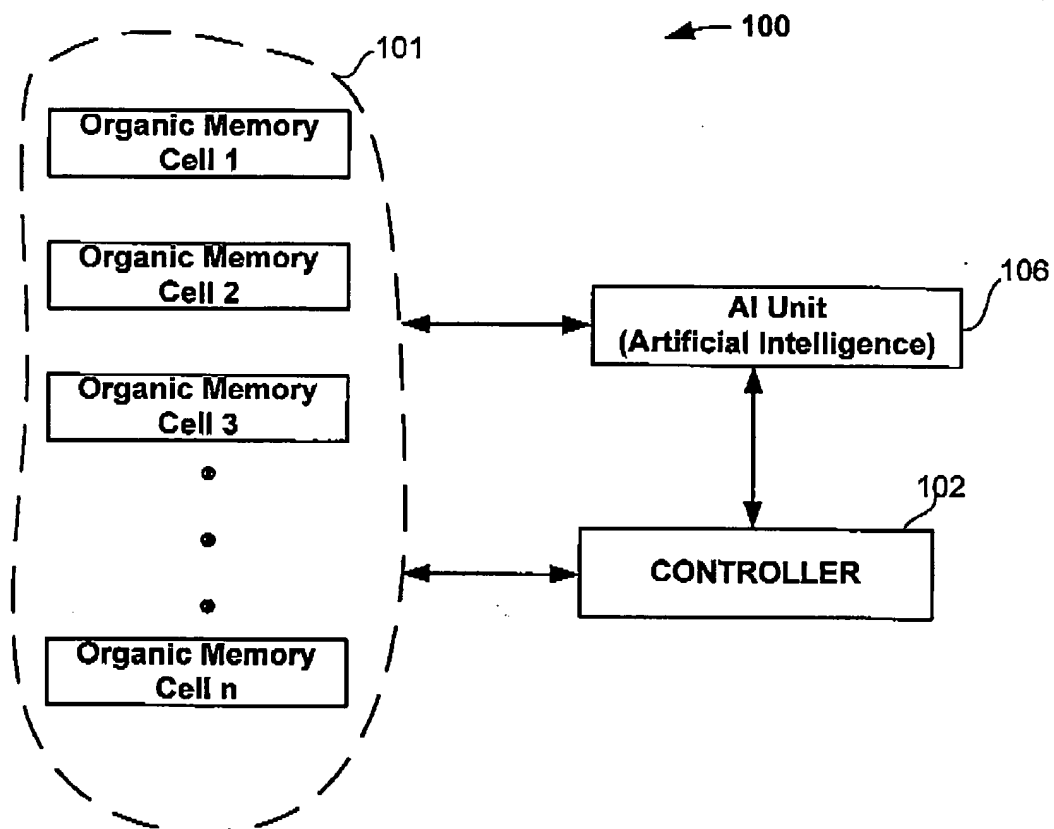 100
101
Organic Memory
Cell 1
Organic Memory
Cell 2
106
AI Unit
(Artificial Intelligence)
Organic Memory
Cell 3
102
CONTROLLER
Organic Memory
Cell n